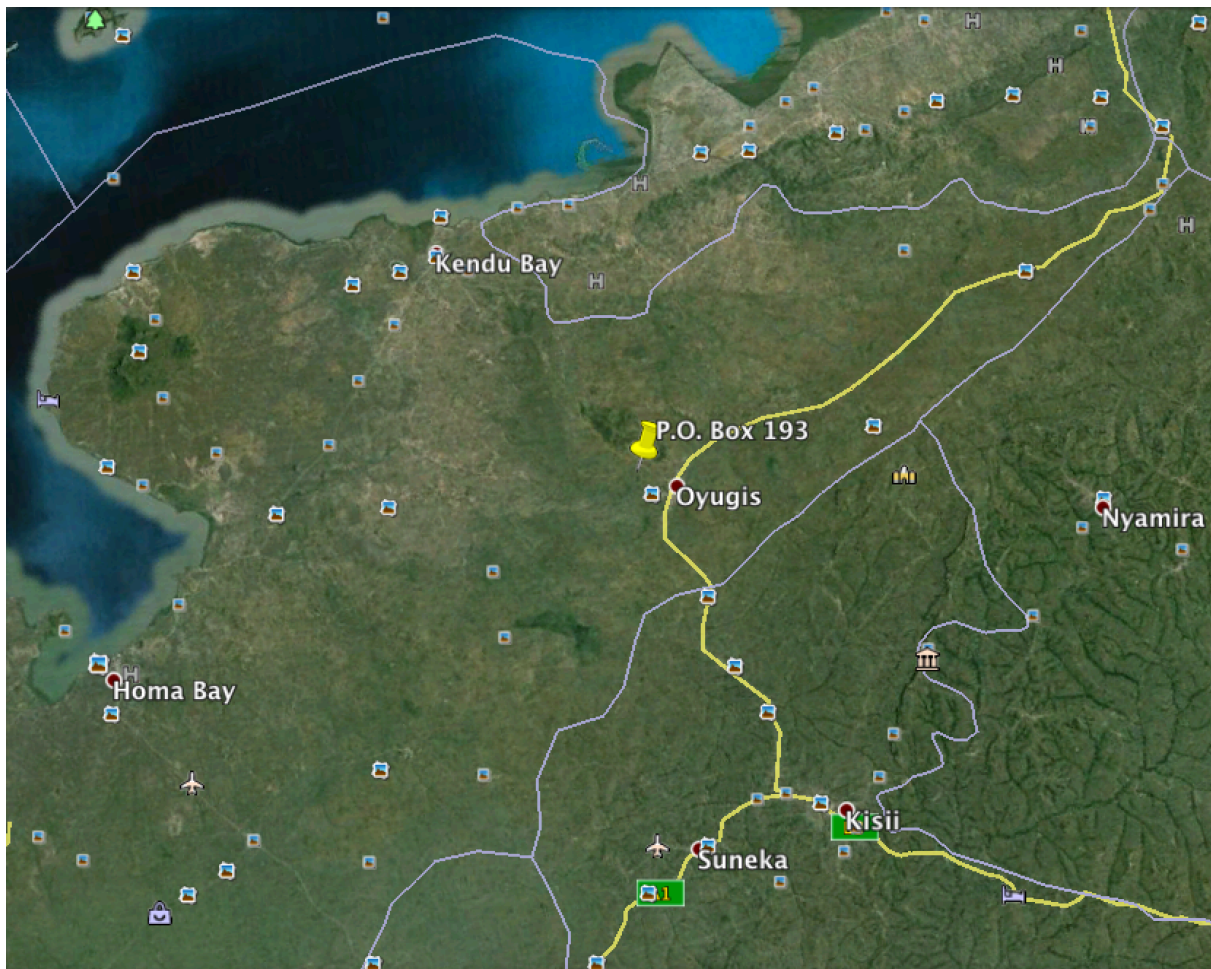 Kendu Bay
P.O. Box 193
Oyugis
Nyamira
Homa Bay
Kisii
Suneka